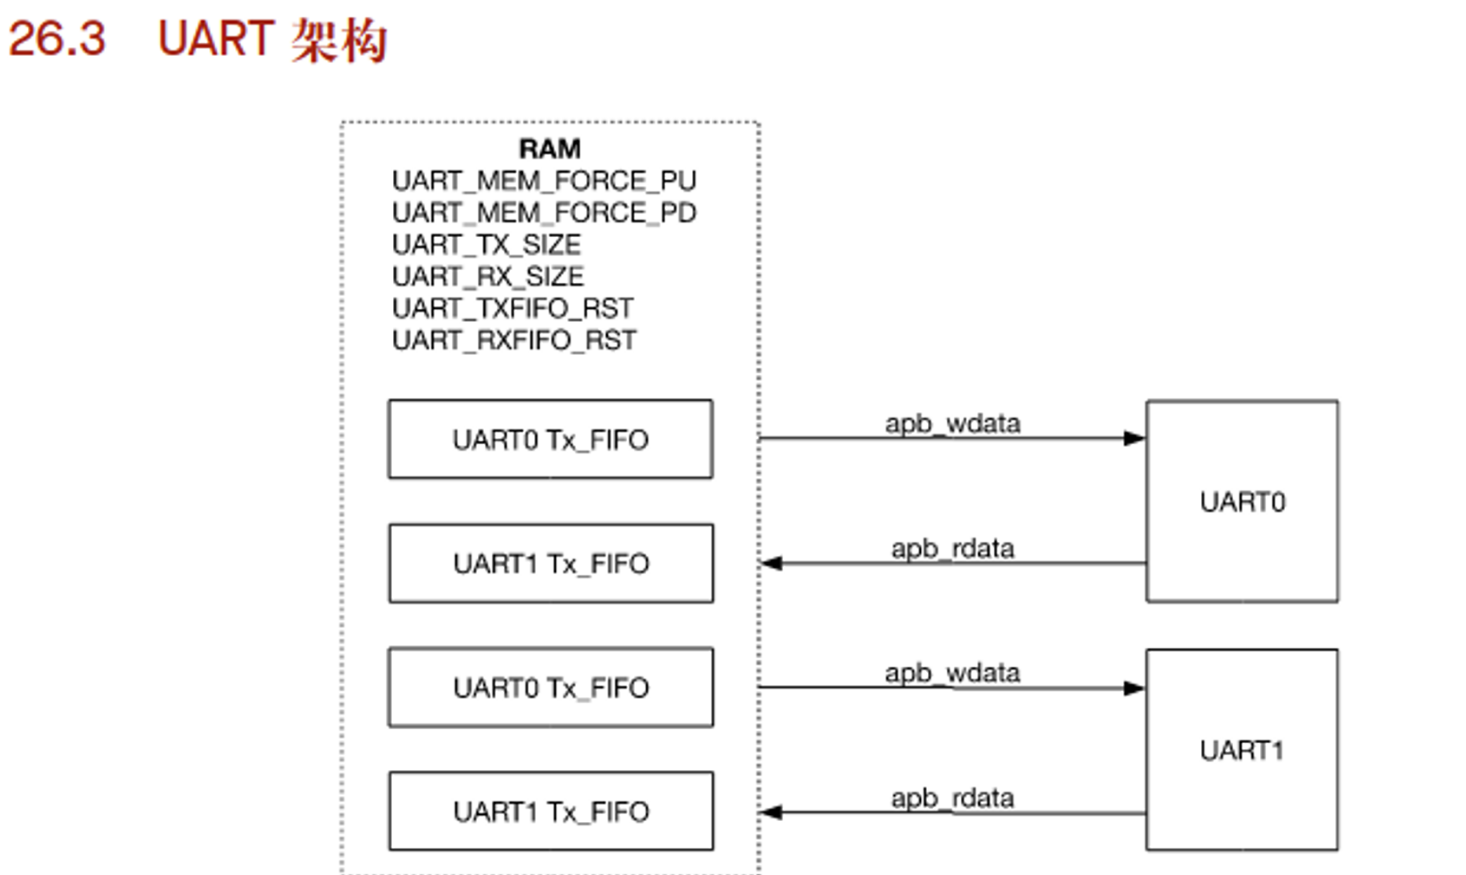 26.3 UART 架构
RAM
UART_MEM_FORCE_PU
UART_MEM_FORCE_PD
UART_TX_SIZE
UART_RX_SIZE
UART_TXFIFO_RST
UART_RXFIFO_RST
UART0 Tx_FIFO
apb_wdata
UART0
UART1 Tx_FIFO
apb_rdata
UART0 Tx_FIFO
apb_wdata
UART1
UART1 Tx_FIFO
apb_rdata